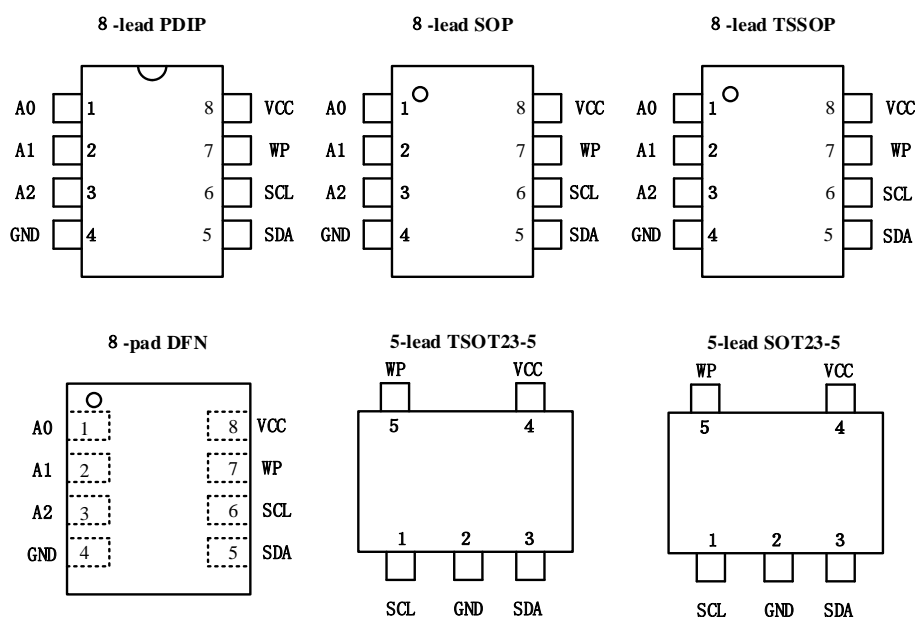 8 -lead PDIP 8 -lead SOP 8 -lead TSSOP
A0 1 8 VCC A0 1 8 VCC A0 1 8 VCC
A1 2 7 WP A1 2 7 WP A1 2 7 WP
A2 3 6 SCL A2 3 6 SCL A2 3 6 SCL
GND 4 5 SDA GND 4 5 SDA GND 4 5 SDA
8 -pad DFN 5-lead TSOT23-5 5-lead SOT23-5
WP VCC WP VCC
A0 1 8 VCC 5 4 5 4
A1 2 7 WP
A2 3 6 SCL
GND 4 5 SDA 1 2 3 1 2 3
SCL GND SDA SCL GND SDA